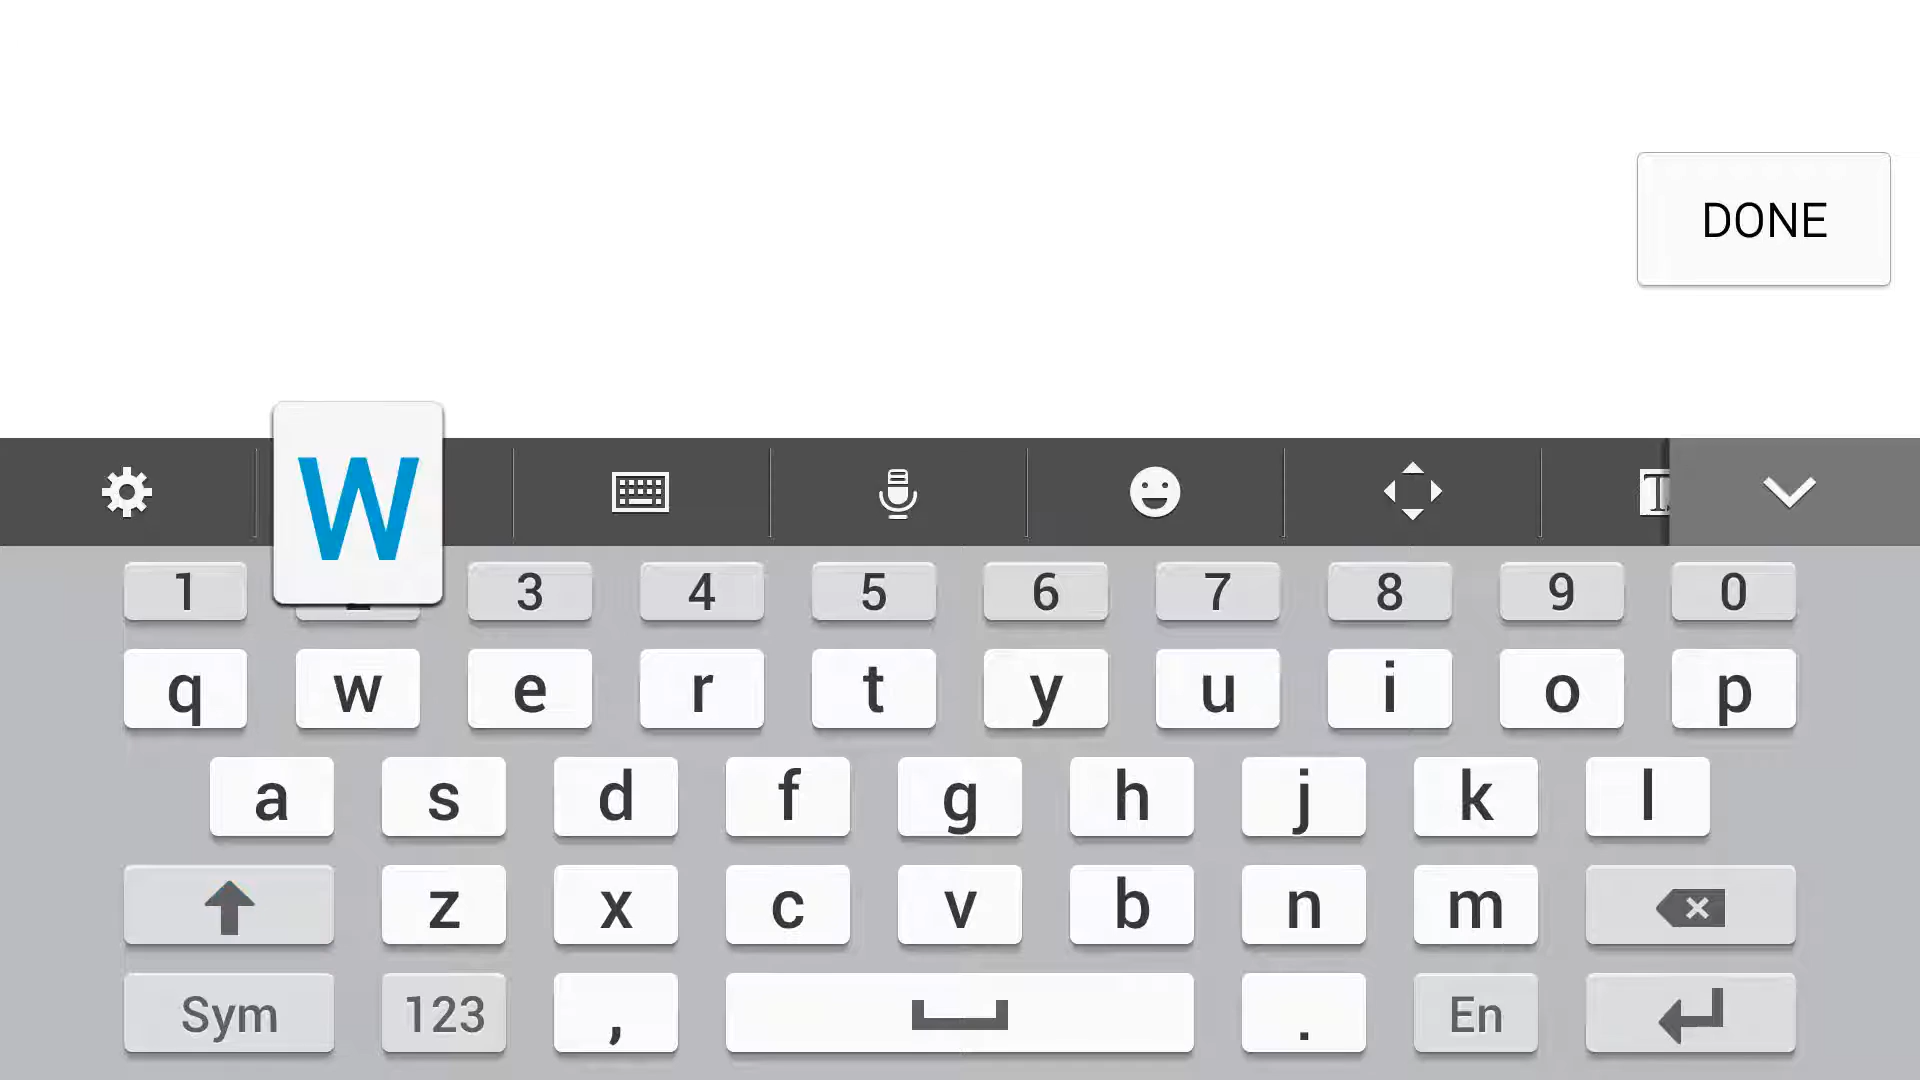 DONE
W
T
1 3 4 5 6 7 8 9 0
q w e r t y u i o p
a s d f g h j k l
z x c v b n m
Sym 123 , . En